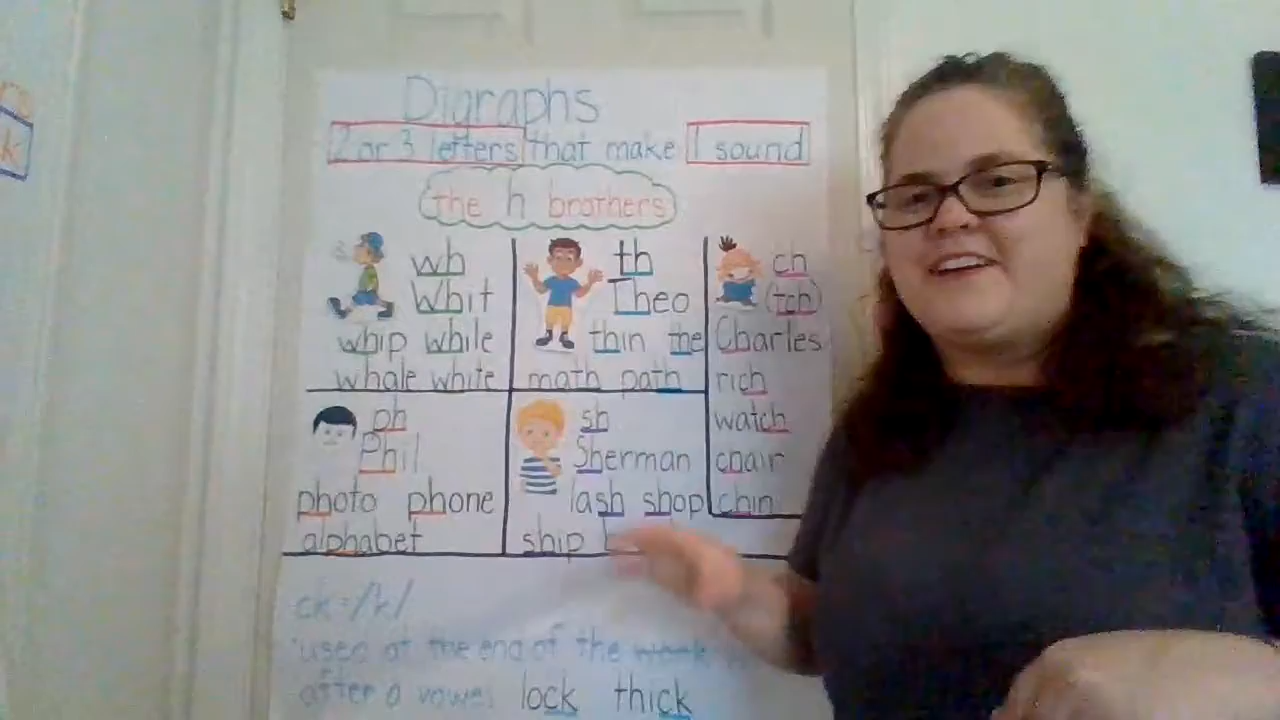 Digraphs
2 or 3 letters that make 1 sound
the h brothers
wh
Whit
whip while
whale white
th
Theo
thin the
math path
ch
(tch)
Charles
rich
watch
chair
chin
ph
Phil
photo phone
alphabet
sh
Sherman
lash shop
ship
ck=/k/
*used at the end of the
after a vowel lock thick
k